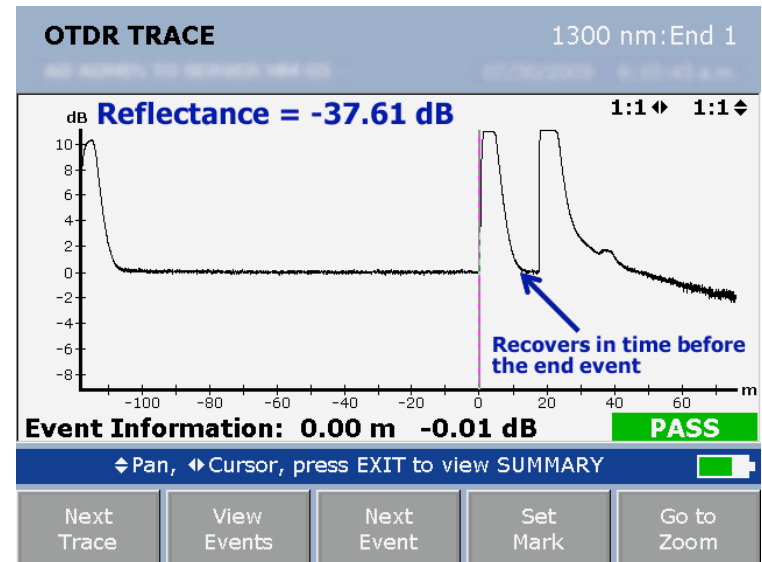 OTDR TRACE 1300 nm:End 1
dB Reflectance = -37.61 dB 1:1 1:1
10
8
6
4
2
0
-2
-4
-6
-8
Recovers in time before
the end event
-100 -80 -60 -40 -20 0 20 40 60 m
Event Information: 0.00 m -0.01 dB PASS
Pan, Cursor, press EXIT to view SUMMARY
Next Trace
View Events
Next Event
Set Mark
Go to Zoom